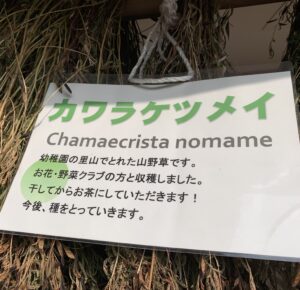 カワラケツメイ
Chamaecrista nomame
幼稚園の里山でとれた山野草です。
お花・野菜クラブの方と収穫しました。
干してからお茶にしていただきます！
今後、種をとっていきます。